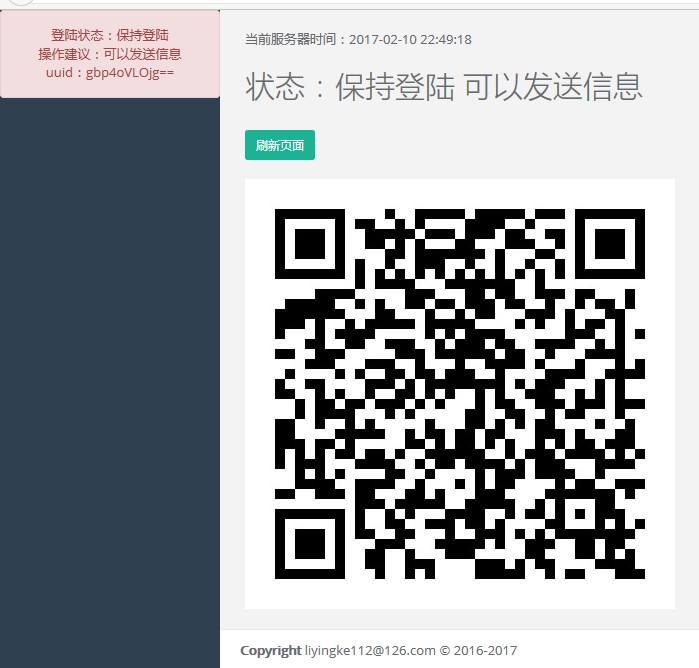 登陆状态：保持登陆
操作建议：可以发送信息
uuid：gbp4oVLOjg==
当前服务器时间：2017-02-10 22:49:18
状态：保持登陆 可以发送信息
刷新页面
Copyright liyingke112@126.com © 2016-2017